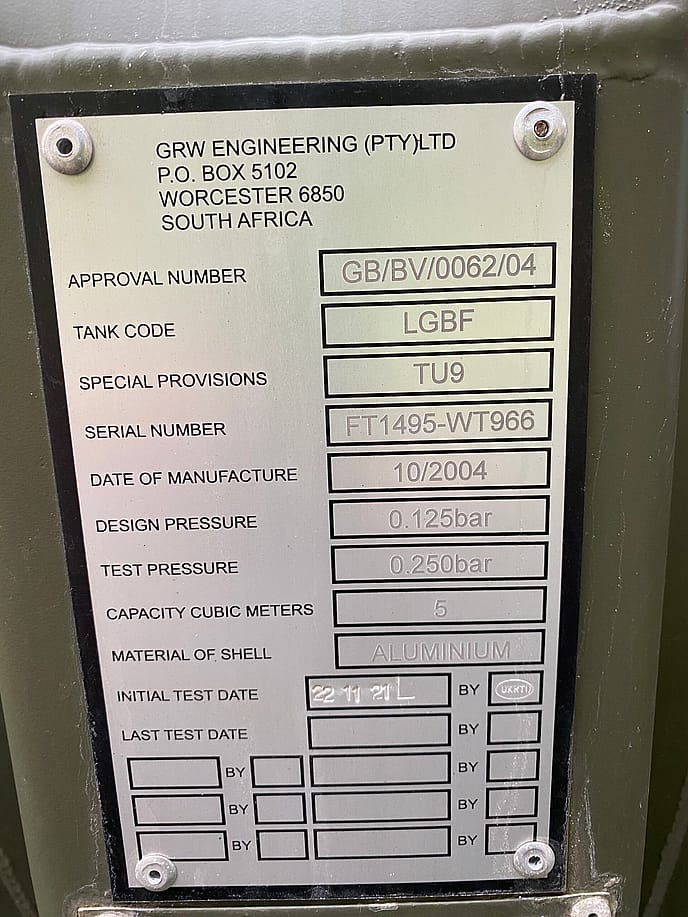 GRW ENGINEERING (PTY)LTD
P.O. BOX 5102
WORCESTER 6850
SOUTH AFRICA
APPROVAL NUMBER GB/BV/0062/04
TANK CODE LGBF
SPECIAL PROVISIONS TU9
SERIAL NUMBER FT1495-WT966
DATE OF MANUFACTURE 10/2004
DESIGN PRESSURE 0.125bar
TEST PRESSURE 0.250bar
CAPACITY CUBIC METERS 5
MATERIAL OF SHELL ALUMINIUM
INITIAL TEST DATE 22 11 21 L BY UKRTI
LAST TEST DATE BY
BY BY
BY BY
BY BY